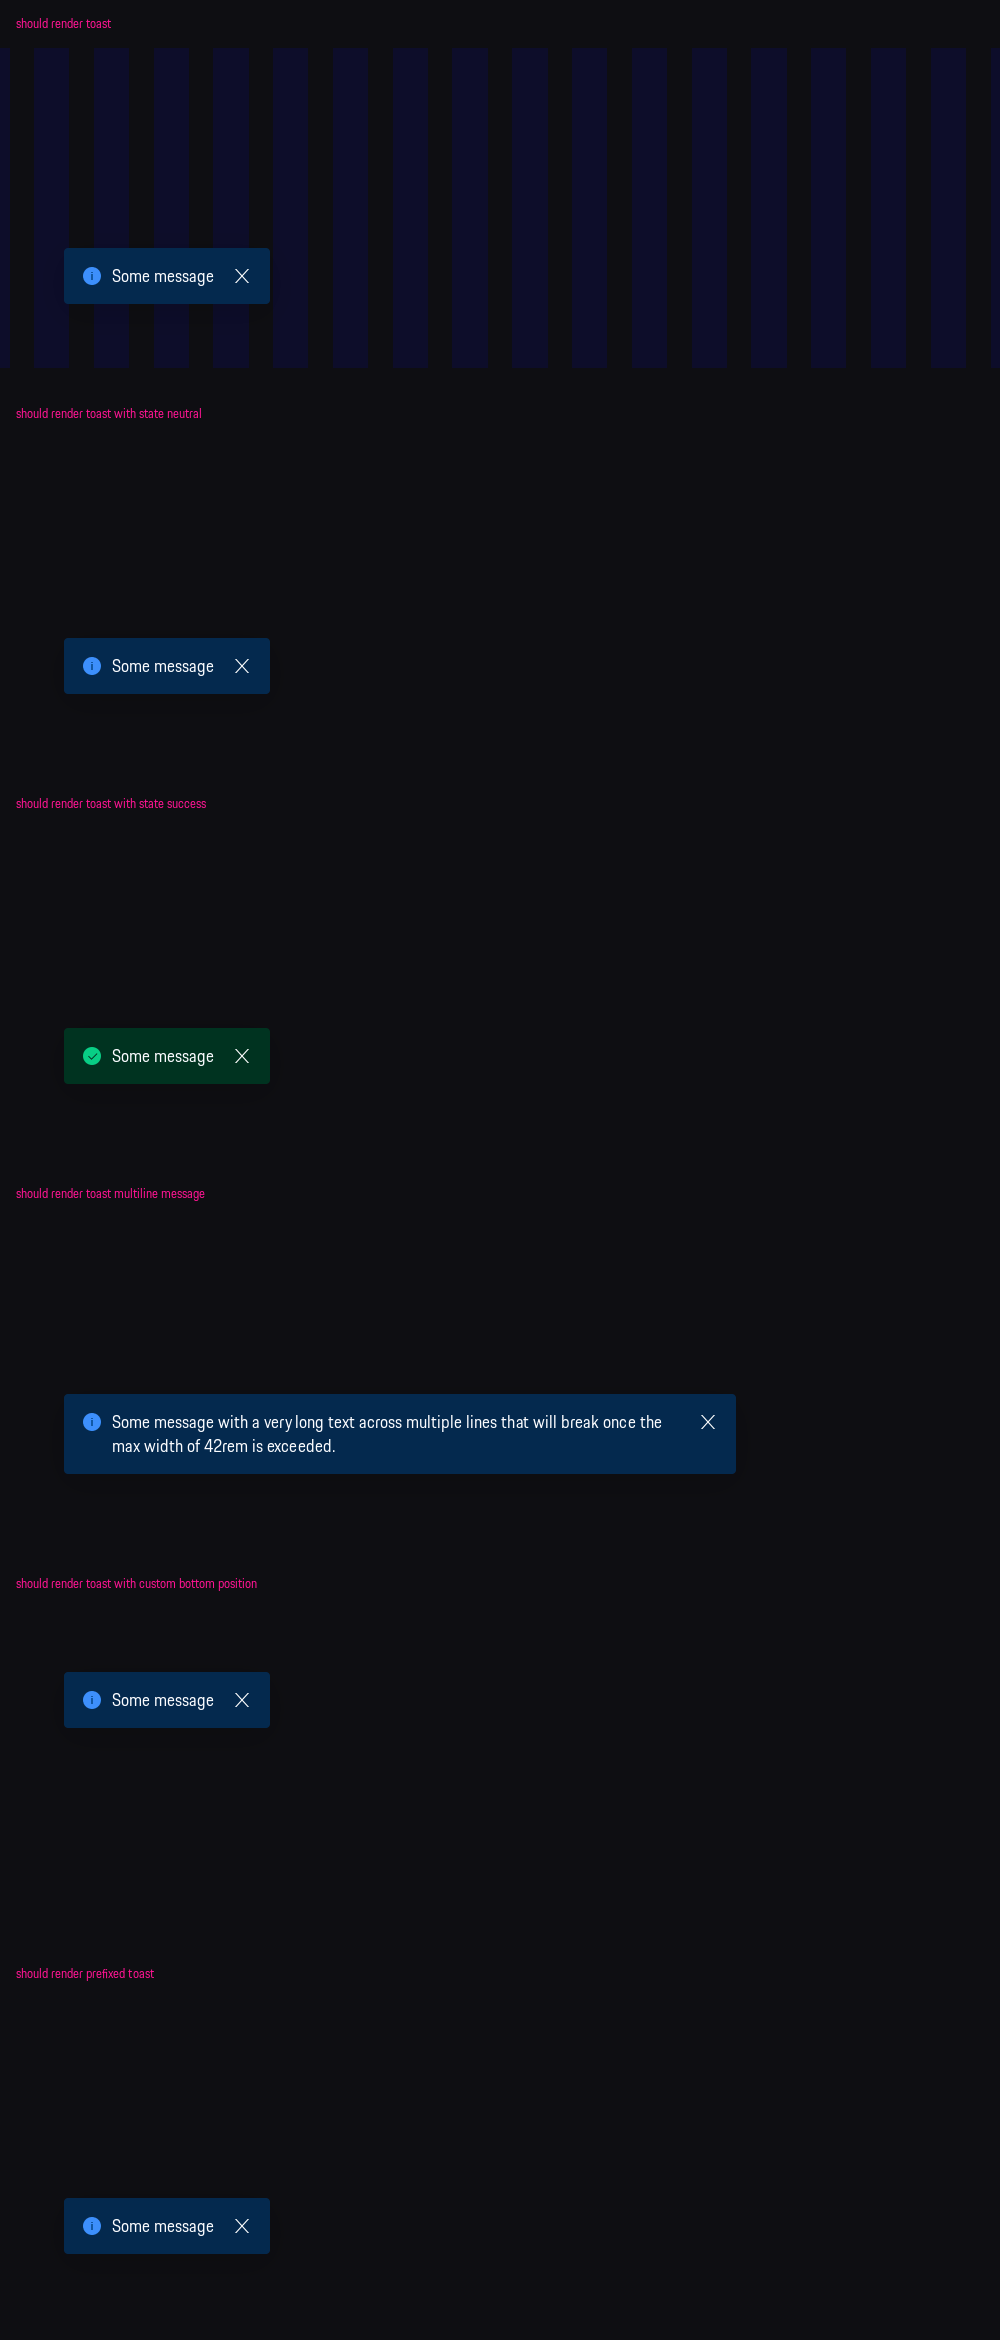 should render toast
Some message
should render toast with state neutral
Some message
should render toast with state success
Some message
should render toast multiline message
Some message with a very long text across multiple lines that will break once the
max width of 42rem is exceeded.
should render toast with custom bottom position
Some message
should render prefixed toast
Some message